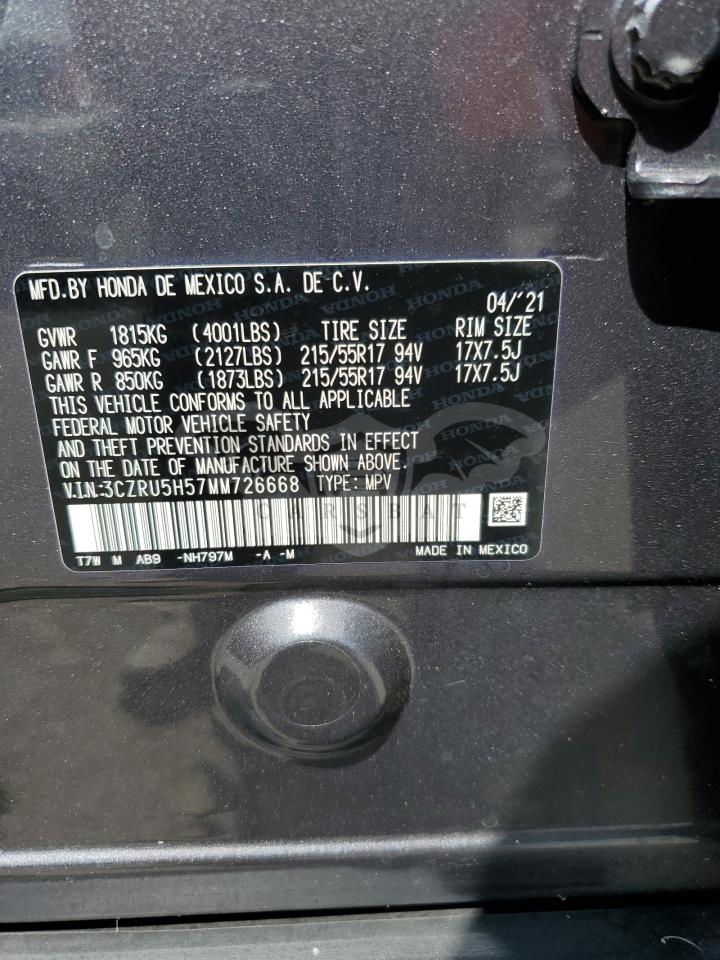 MFD.BY HONDA DE MEXICO S.A. DE C.V.
04/'21
GVWR 1815KG (4001LBS) TIRE SIZE RIM SIZE
GAWR F 965KG (2127LBS) 215/55R17 94V 17X7.5J
GAWR R 850KG (1873LBS) 215/55R17 94V 17X7.5J
THIS VEHICLE CONFORMS TO ALL APPLICABLE
FEDERAL MOTOR VEHICLE SAFETY
AND THEFT PREVENTION STANDARDS IN EFFECT
ON THE DATE OF MANUFACTURE SHOWN ABOVE.
V.I.N.:3CZRU5H57MM726668 TYPE: MPV
CARSBAT
T7W M AB9 -NH797M -A -M MADE IN MEXICO